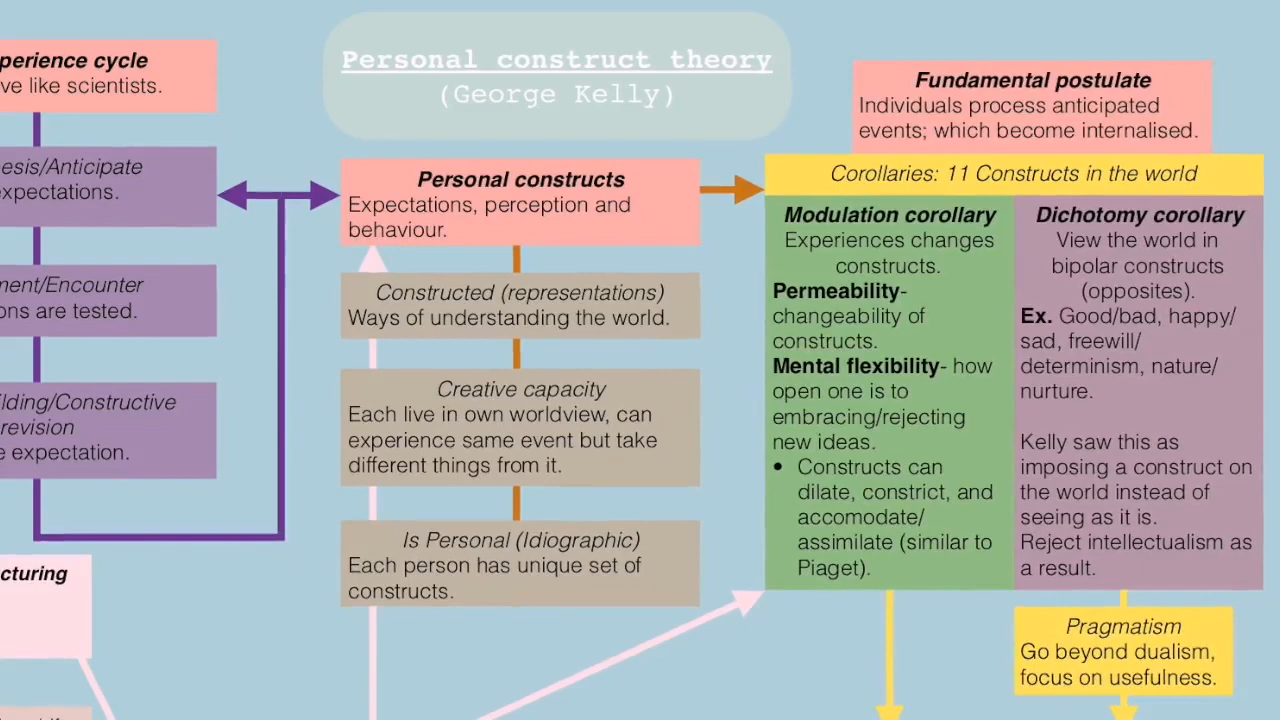 Personal construct theory
(George Kelly)
perience cycle
ve like scientists.
esis/Anticipate
xpectations.
ment/Encounter
ons are tested.
ilding/Constructive
revision
e expectation.
cturing
Personal constructs
Expectations, perception and
behaviour.
Constructed (representations)
Ways of understanding the world.
Creative capacity
Each live in own worldview, can
experience same event but take
different things from it.
Is Personal (Idiographic)
Each person has unique set of
constructs.
Fundamental postulate
Individuals process anticipated
events; which become internalised.
Corollaries: 11 Constructs in the world
Modulation corollary
Experiences changes
constructs.
Permeability-
changeability of
constructs.
Mental flexibility- how
open one is to
embracing/rejecting
new ideas.
• Constructs can
dilate, constrict, and
accomodate/
assimilate (similar to
Piaget).
Dichotomy corollary
View the world in
bipolar constructs
(opposites).
Ex. Good/bad, happy/
sad, freewill/
determinism, nature/
nurture.
Kelly saw this as
imposing a construct on
the world instead of
seeing as it is.
Reject intellectualism as
a result.
Pragmatism
Go beyond dualism,
focus on usefulness.